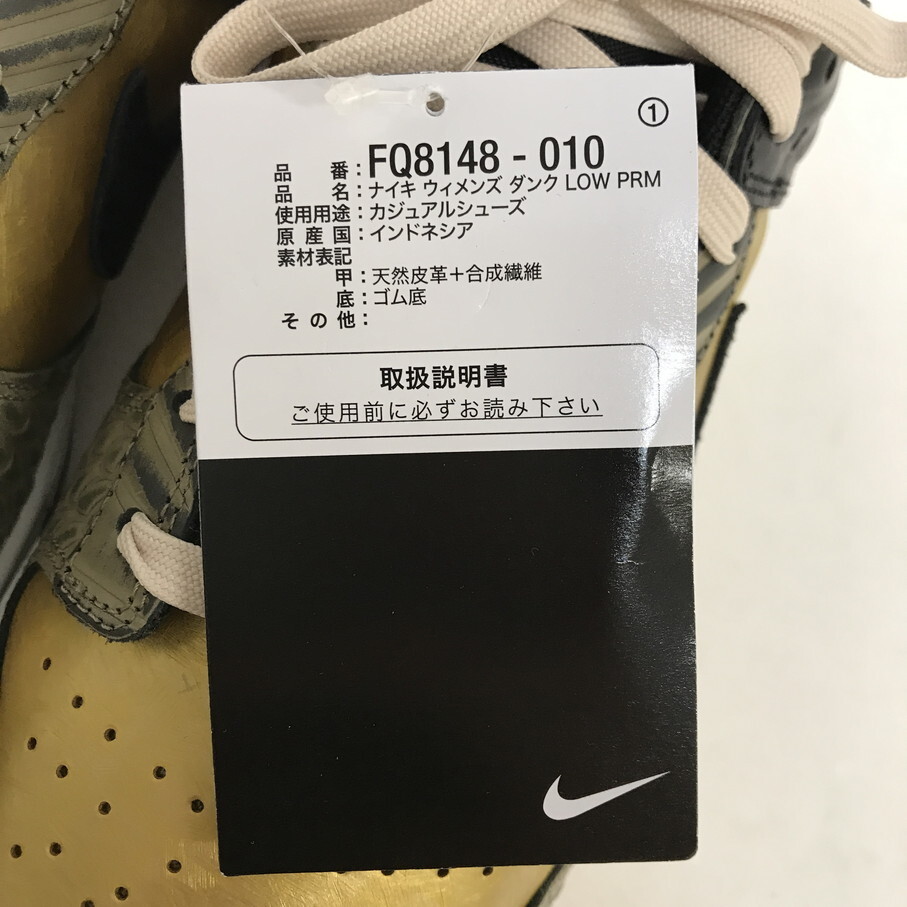 ①
品 番：FQ8148 - 010
品 名：ナイキ ウィメンズ ダンク LOW PRM
使用用途：カジュアルシューズ
原 産 国：インドネシア
素材表記
甲：天然皮革＋合成繊維
底：ゴム底
そ の 他：
取扱説明書
ご使用前に必ずお読み下さい